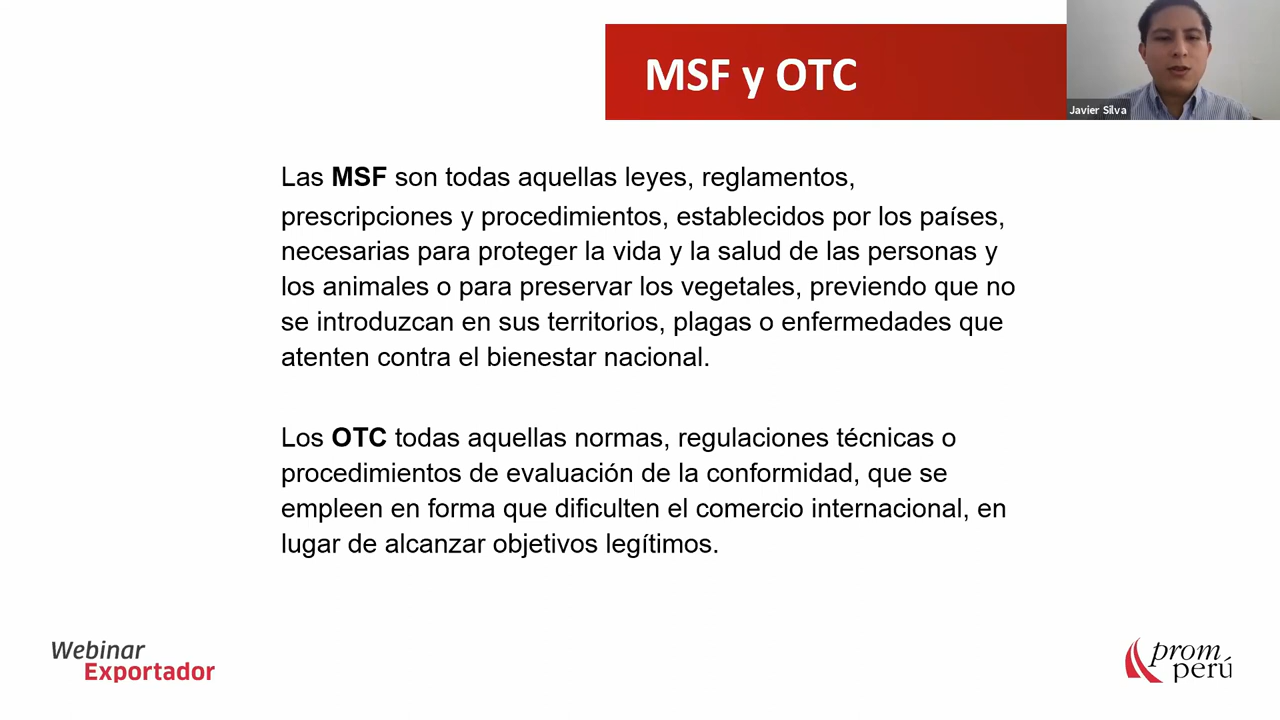 MSF y OTC
Javier Silva
Las MSF son todas aquellas leyes, reglamentos,
prescripciones y procedimientos, establecidos por los países,
necesarias para proteger la vida y la salud de las personas y
los animales o para preservar los vegetales, previendo que no
se introduzcan en sus territorios, plagas o enfermedades que
atenten contra el bienestar nacional.
Los OTC todas aquellas normas, regulaciones técnicas o
procedimientos de evaluación de la conformidad, que se
empleen en forma que dificulten el comercio internacional, en
lugar de alcanzar objetivos legítimos.
Webinar
Exportador
prom
perú